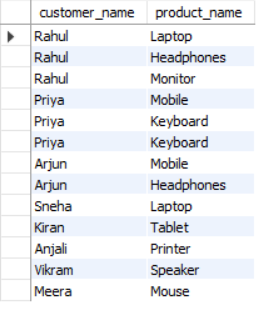 customer_name product_name
Rahul Laptop
Rahul Headphones
Rahul Monitor
Priya Mobile
Priya Keyboard
Priya Keyboard
Arjun Mobile
Arjun Headphones
Sneha Laptop
Kiran Tablet
Anjali Printer
Vikram Speaker
Meera Mouse